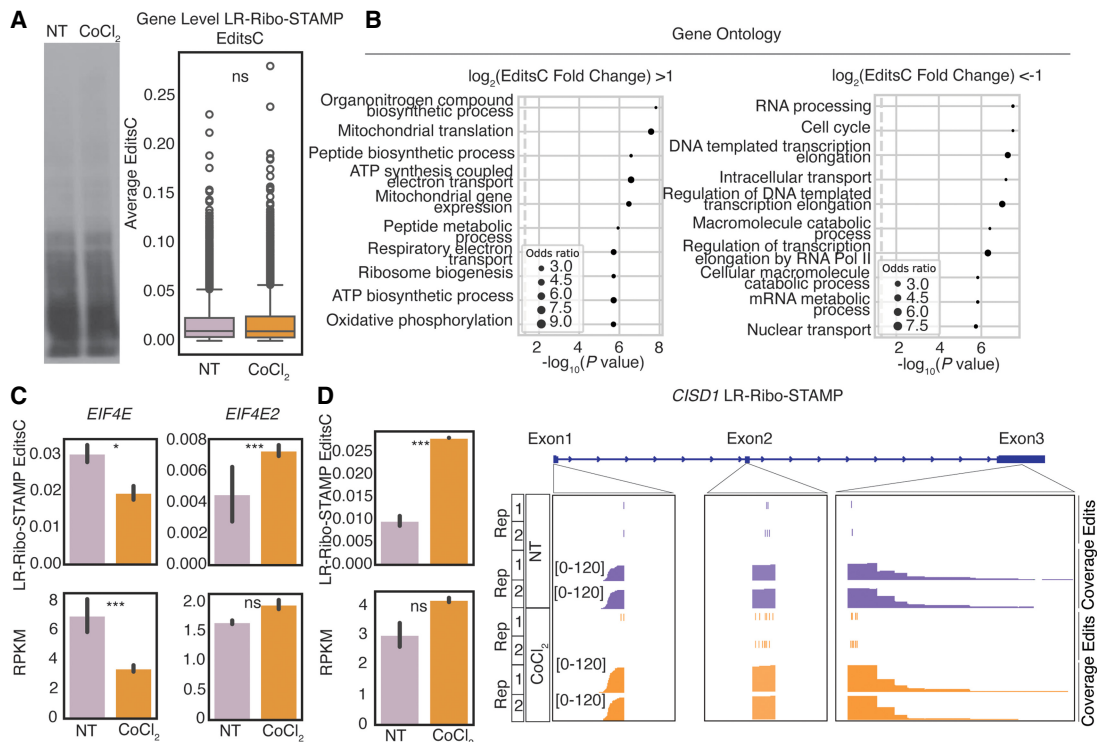 A
NT CoCl2
Gene Level LR-Ribo-STAMP
EditsC
ns
Average EditsC
0.25
0.20
0.15
0.10
0.05
0.00
NT CoCl2
B
Gene Ontology
log2(EditsC Fold Change) >1
Organonitrogen compound
biosynthetic process
Mitochondrial translation
Peptide biosynthetic process
ATP synthesis coupled
electron transport
Mitochondrial gene
expression
Peptide metabolic
process
Respiratory electron
transport
Ribosome biogenesis
ATP biosynthetic process
Oxidative phosphorylation
Odds ratio
3.0
4.5
6.0
7.5
9.0
2 4 6 8
-log10(P value)
log2(EditsC Fold Change) <-1
RNA processing
Cell cycle
DNA templated transcription
elongation
Intracellular transport
Regulation of DNA templated
transcription elongation
Macromolecule catabolic
process
Regulation of transcription
elongation by RNA Pol II
Cellular macromolecule
catabolic process
mRNA metabolic
process
Nuclear transport
Odds ratio
3.0
4.5
6.0
7.5
2 4 6
-log10(P value)
C
EIF4E EIF4E2
LR-Ribo-STAMP EditsC
0.03
0.02
0.01
0.00
*
0.008
0.006
0.004
0.002
0.000
***
RPKM
8
6
4
2
0
***
NT CoCl2
2.0
1.5
1.0
0.5
0
ns
NT CoCl2
D
CISD1 LR-Ribo-STAMP
LR-Ribo-STAMP EditsC
0.025
0.020
0.015
0.010
0.005
0.000
***
RPKM
4
3
2
1
0
ns
NT CoCl2
Exon1 Exon2 Exon3
Rep 1
2
NT
Rep 1 [0-120]
2 [0-120]
Rep 1
2
CoCl2
Rep 1 [0-120]
2 [0-120]
Coverage Edits
Coverage Edits